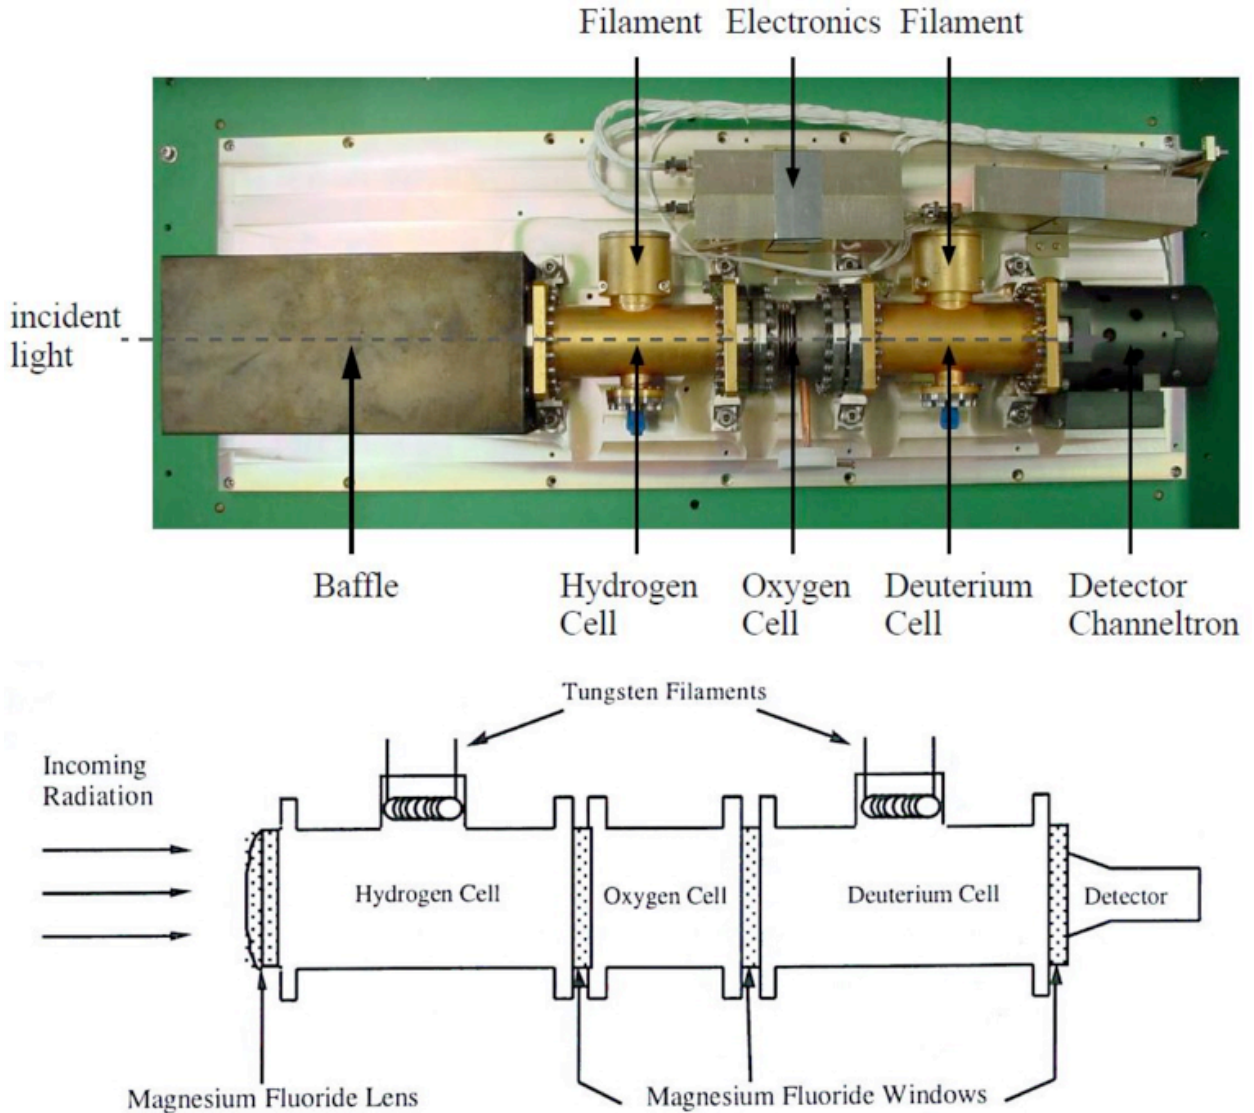 Filament Electronics Filament
incident
light
Baffle
Hydrogen
Cell
Oxygen
Cell
Deuterium
Cell
Detector
Channeltron
Tungsten Filaments
Incoming
Radiation
Hydrogen Cell
Oxygen Cell
Deuterium Cell
Detector
Magnesium Fluoride Lens
Magnesium Fluoride Windows